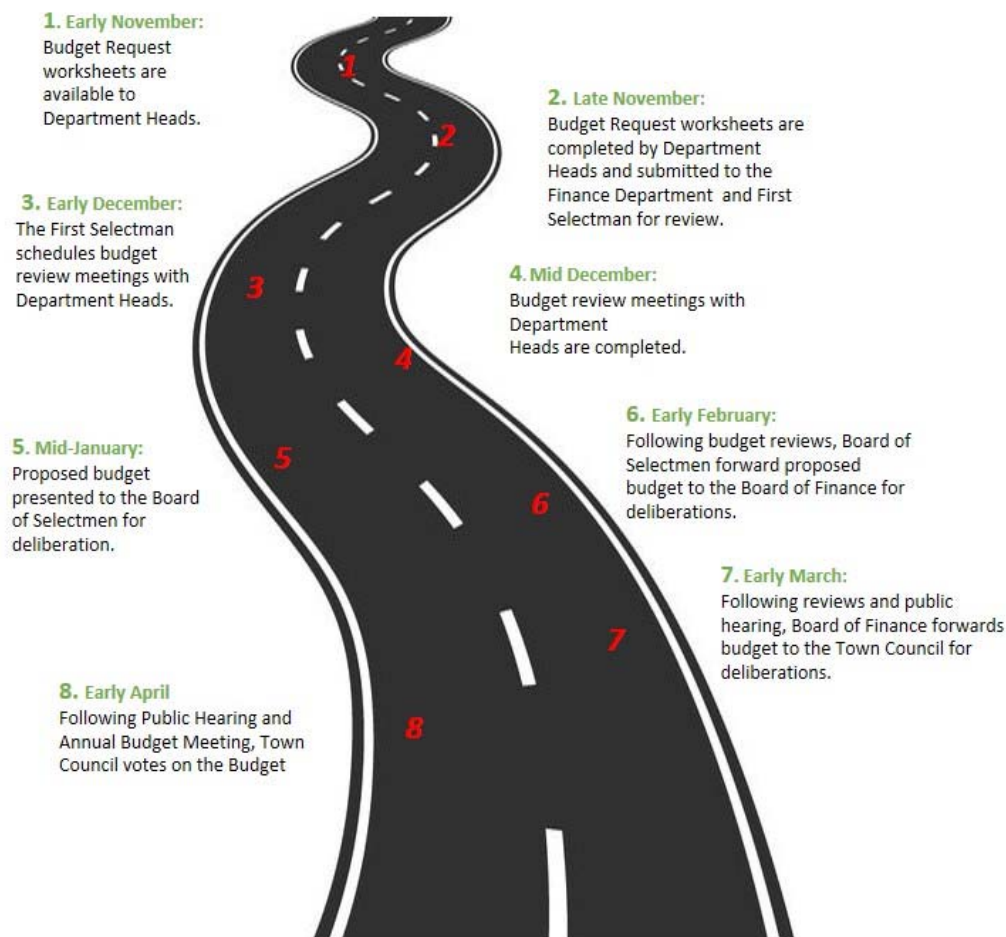 1. Early November:
Budget Request
worksheets are
available to
Department Heads.
1
2. Late November:
Budget Request worksheets are
completed by Department
Heads and submitted to the
Finance Department and First
Selectman for review.
2
3. Early December:
The First Selectman
schedules budget
review meetings with
Department Heads.
3
4. Mid December:
Budget review meetings with
Department
Heads are completed.
4
5. Mid-January:
Proposed budget
presented to the Board
of Selectmen for
deliberation.
5
6. Early February:
Following budget reviews, Board of
Selectmen forward proposed
budget to the Board of Finance for
deliberations.
6
7. Early March:
Following reviews and public
hearing, Board of Finance forwards
budget to the Town Council for
deliberations.
7
8. Early April
Following Public Hearing and
Annual Budget Meeting, Town
Council votes on the Budget
8